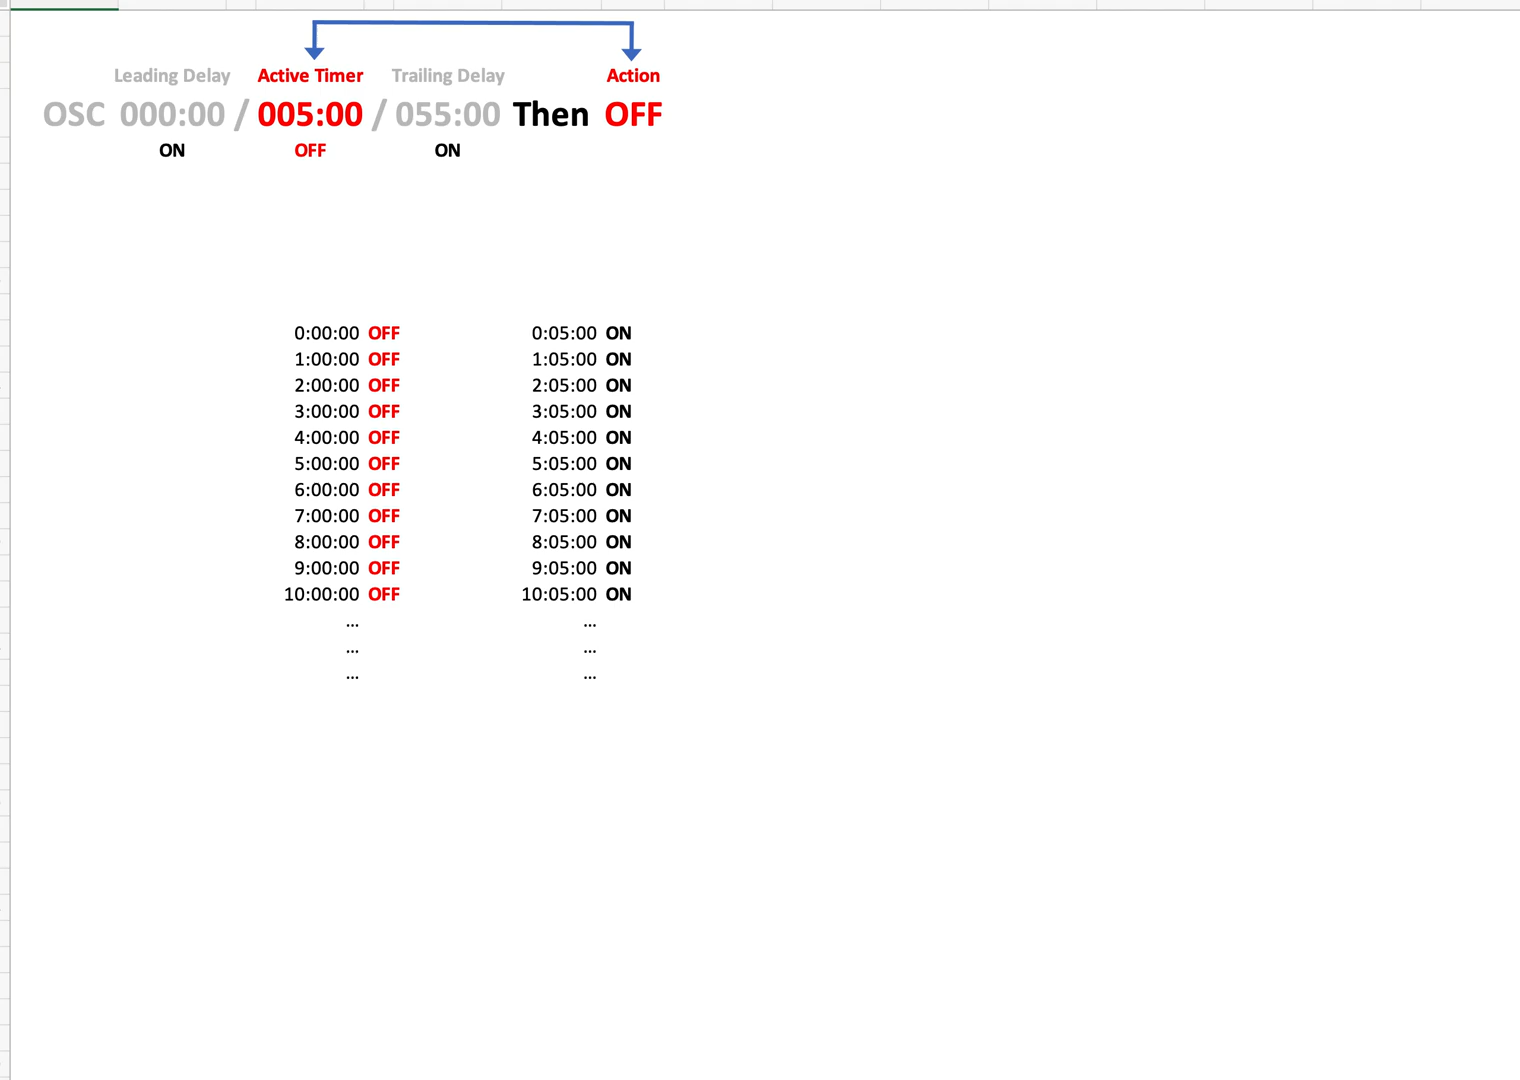 Leading Delay Active Timer Trailing Delay Action
OSC 000:00 / 005:00 / 055:00 Then OFF
ON OFF ON
0:00:00 OFF 0:05:00 ON
1:00:00 OFF 1:05:00 ON
2:00:00 OFF 2:05:00 ON
3:00:00 OFF 3:05:00 ON
4:00:00 OFF 4:05:00 ON
5:00:00 OFF 5:05:00 ON
6:00:00 OFF 6:05:00 ON
7:00:00 OFF 7:05:00 ON
8:00:00 OFF 8:05:00 ON
9:00:00 OFF 9:05:00 ON
10:00:00 OFF 10:05:00 ON
... ...
... ...
... ...